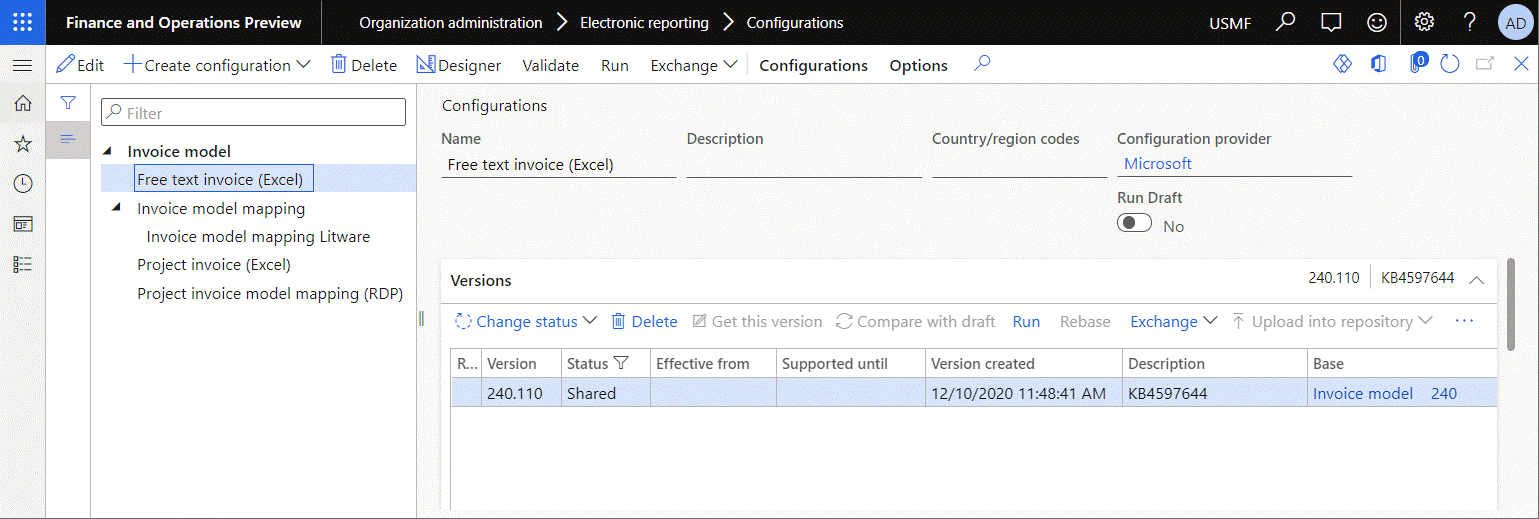 Finance and Operations Preview Organization administration Electronic reporting Configurations USMF AD
Edit Create configuration Delete Designer Validate Run Exchange Configurations Options 0
Filter
Invoice model
Free text invoice (Excel)
Invoice model mapping
Invoice model mapping Litware
Project invoice (Excel)
Project invoice model mapping (RDP)
Configurations
Name Description Country/region codes Configuration provider
Free text invoice (Excel) Microsoft
Run Draft
No
Versions 240.110 KB4597644
Change status Delete Get this version Compare with draft Run Rebase Exchange Upload into repository ...
R... Version Status Effective from Supported until Version created Description Base
240.110 Shared 12/10/2020 11:48:41 AM KB4597644 Invoice model 240